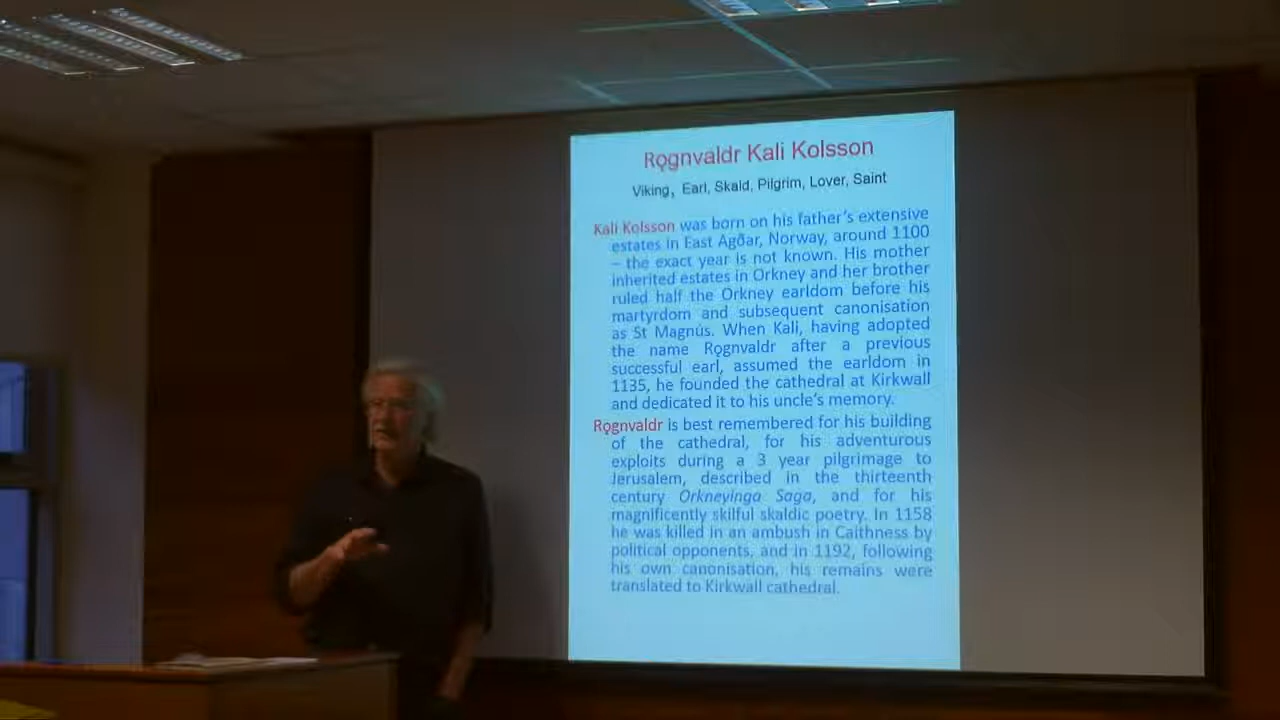 Rǫgnvaldr Kali Kolsson
Viking, Earl, Skald, Pilgrim, Lover, Saint
Kali Kolsson was born on his father's extensive
estates in East Agðar, Norway, around 1100
– the exact year is not known. His mother
inherited estates in Orkney and her brother
ruled half the Orkney earldom before his
martyrdom and subsequent canonisation
as St Magnús. When Kali, having adopted
the name Rǫgnvaldr after a previous
successful earl, assumed the earldom in
1135, he founded the cathedral at Kirkwall
and dedicated it to his uncle's memory.
Rǫgnvaldr is best remembered for his building
of the cathedral, for his adventurous
exploits during a 3 year pilgrimage to
Jerusalem, described in the thirteenth
century Orkneyinga Saga, and for his
magnificently skilful skaldic poetry. In 1158
he was killed in an ambush in Caithness by
political opponents, and in 1192, following
his own canonisation, his remains were
translated to Kirkwall cathedral.